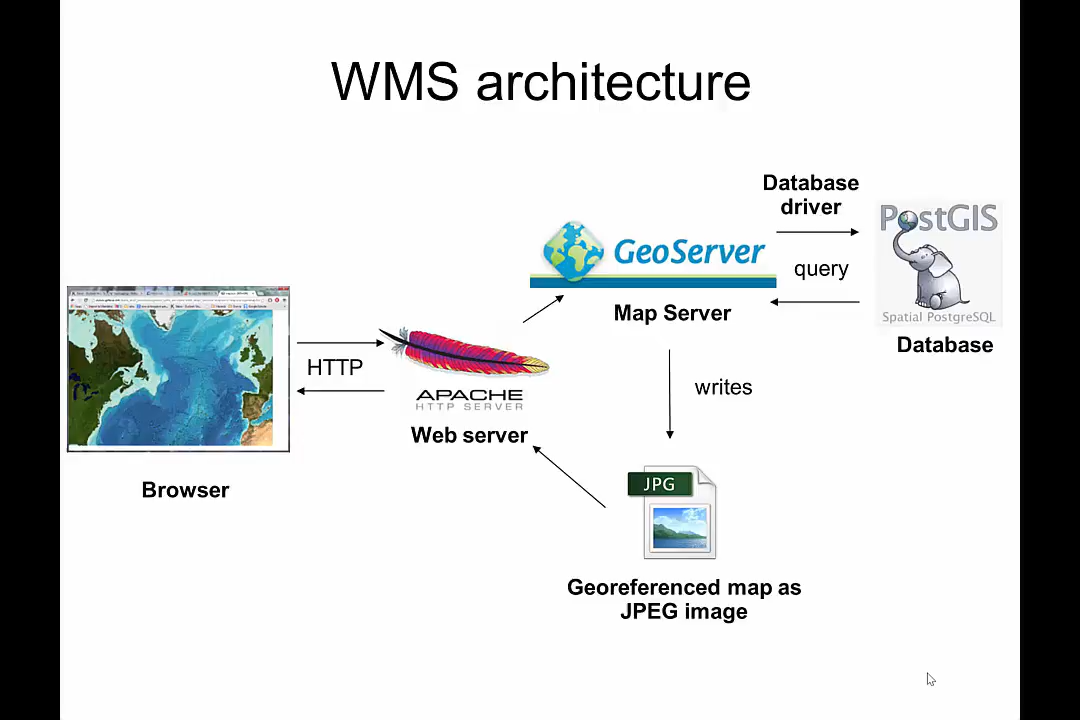 WMS architecture
Database
driver
PostGIS
GeoServer
query
Map Server
Spatial PostgreSQL
Database
HTTP
APACHE
HTTP SERVER
writes
Web server
JPG
Browser
Georeferenced map as
JPEG image